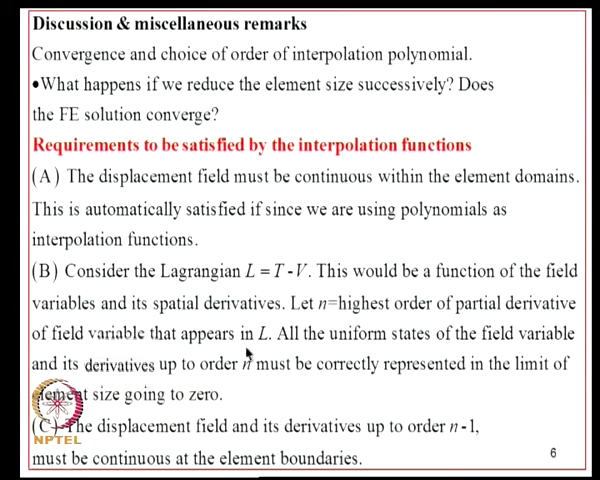 Discussion & miscellaneous remarks
Convergence and choice of order of interpolation polynomial.
•What happens if we reduce the element size successively? Does
the FE solution converge?
Requirements to be satisfied by the interpolation functions
(A) The displacement field must be continuous within the element domains.
This is automatically satisfied if since we are using polynomials as
interpolation functions.
(B) Consider the Lagrangian L = T - V. This would be a function of the field
variables and its spatial derivatives. Let n=highest order of partial derivative
of field variable that appears in L. All the uniform states of the field variable
and its derivatives up to order n must be correctly represented in the limit of
element size going to zero.
(C) The displacement field and its derivatives up to order n-1,
must be continuous at the element boundaries.
NPTEL
6